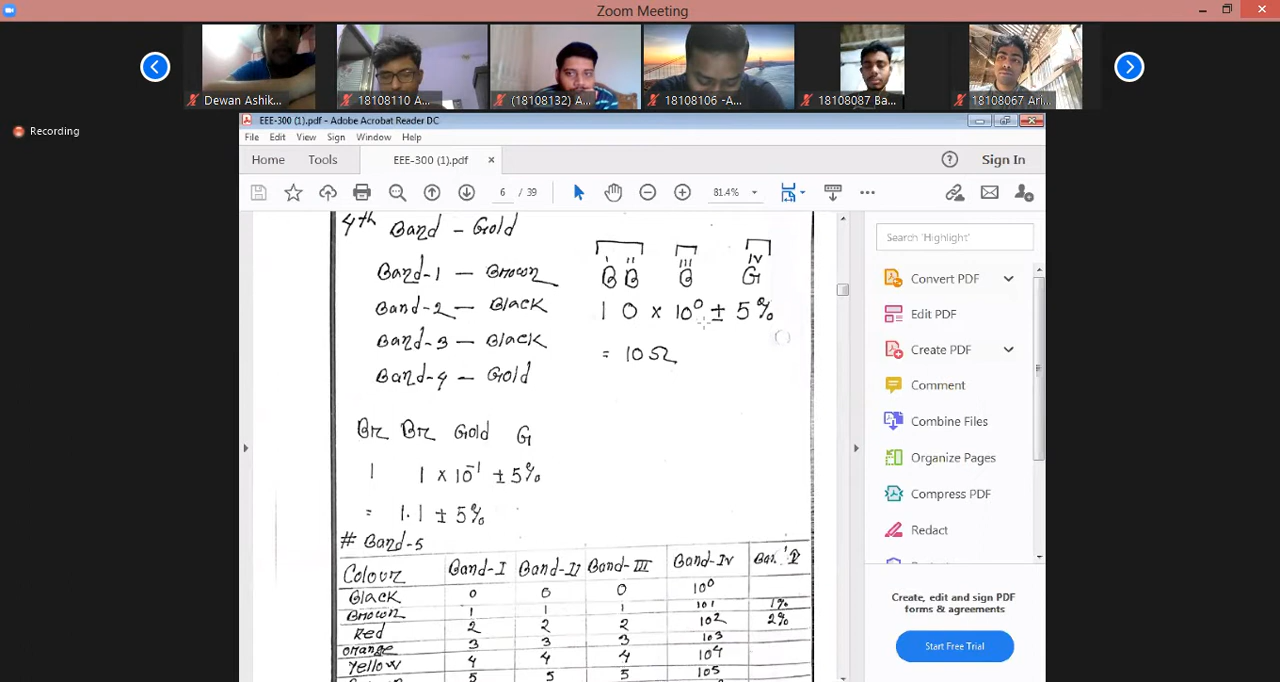 Zoom Meeting
Dewan Ashik...
18108110 A...
(18108132) A...
18108106 -A...
18108087 Ba...
18108067 Ari...
Recording
EEE-300 (1).pdf - Adobe Acrobat Reader DC
File Edit View Sign Window Help
Home Tools EEE-300 (1).pdf × Sign In
6 / 39 81.4%
4th Band - Gold
Band-1 - Brown
Band-2 - Black
Band-3 - Black
Band-4 - Gold
I II III IV
B B B G
1 0 × 10⁰ ± 5%
= 10Ω
Br Br Gold G
1 1 × 10⁻¹ ± 5%
= 1.1 ± 5%
# Band-5
Colour Band-I Band-II Band-III Band-IV Ban V
Black 0 0 0 10⁰
Brown 1 1 1 101 1%
Red 2 2 2 102 2%
Orange 3 3 3 103
Yellow 4 4 4 104
5 5 5 105
Search 'Highlight'
Convert PDF
Edit PDF
Create PDF
Comment
Combine Files
Organize Pages
Compress PDF
Redact
Create, edit and sign PDF
forms & agreements
Start Free Trial